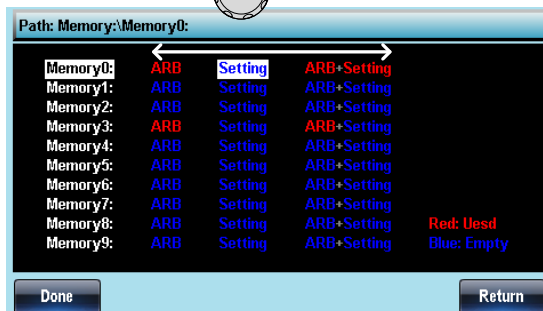 Path: Memory:\Memory0:
Memory0: ARB Setting ARB+Setting
Memory1: ARB Setting ARB+Setting
Memory2: ARB Setting ARB+Setting
Memory3: ARB Setting ARB+Setting
Memory4: ARB Setting ARB+Setting
Memory5: ARB Setting ARB+Setting
Memory6: ARB Setting ARB+Setting
Memory7: ARB Setting ARB+Setting
Memory8: ARB Setting ARB+Setting Red: Uesd
Memory9: ARB Setting ARB+Setting Blue: Empty
Done Return